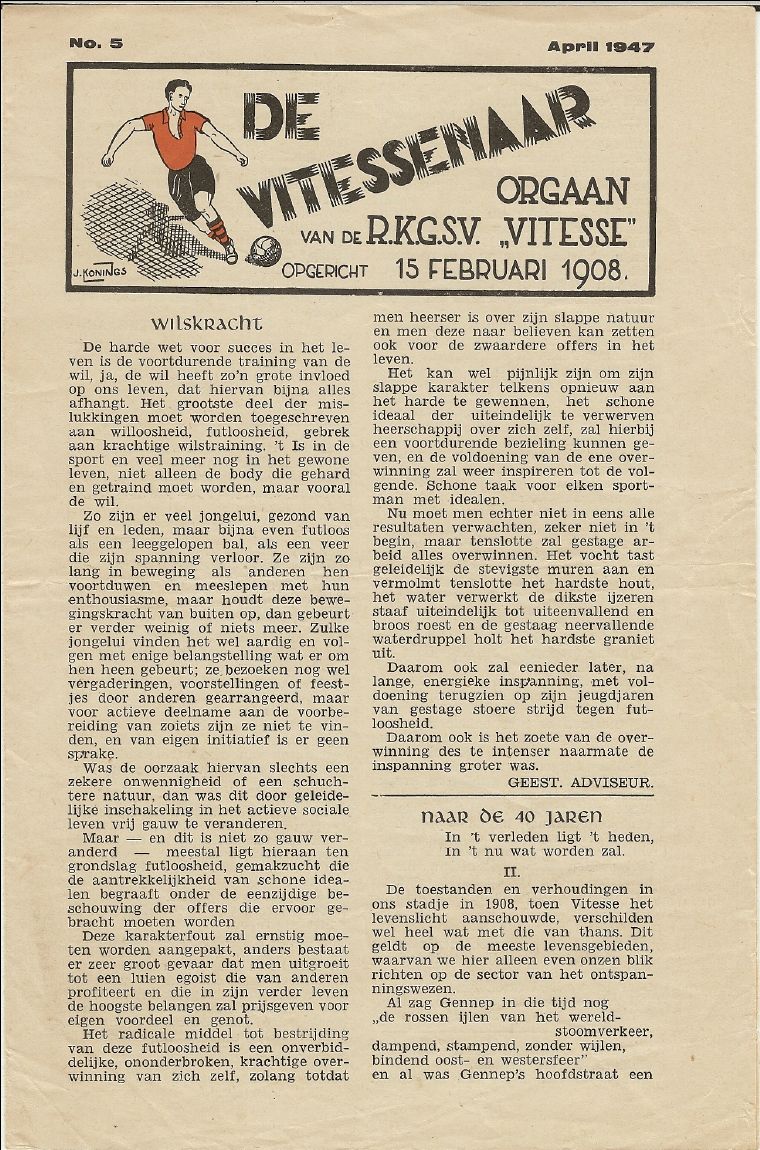 No. 5
April 1947
DE
VITESSENAAR
ORGAAN
VAN DE R.K.G.S.V. „VITESSE”
OPGERICHT 15 FEBRUARI 1908.
J. KONINGS
WILSKRACHT
De harde wet voor succes in het le-
ven is de voortdurende training van de
wil, ja, de wil heeft zo'n grote invloed
op ons leven, dat hiervan bijna alles
afhangt. Het grootste deel der mis-
lukkingen moet worden toegeschreven
aan willoosheid, futloosheid, gebrek
aan krachtige wilstraining. 't Is in de
sport en veel meer nog in het gewone
leven, niet alleen de body die gehard
en getraind moet worden, maar vooral
de wil.
Zo zijn er veel jongelui, gezond van
lijf en leden, maar bijna even futloos
als een leeggelopen bal, als een veer
die zijn spanning verloor. Ze zijn zo
lang in beweging als anderen hen
voortduwen en meeslepen met hun
enthousiasme, maar houdt deze bewe-
gingskracht van buiten op, dan gebeurt
er verder weinig of niets meer. Zulke
jongelui vinden het wel aardig en vol-
gen met enige belangstelling wat er om
hen heen gebeurt; ze bezoeken nog wel
vergaderingen, voorstellingen of feest-
jes door anderen gearrangeerd, maar
voor actieve deelname aan de voorbe-
reiding van zoiets zijn ze niet te vin-
den, en van eigen initiatief is er geen
sprake.
Was de oorzaak hiervan slechts een
zekere onwennigheid of een schuch-
tere natuur, dan was dit door geleide-
lijke inschakeling in het actieve sociale
leven vrij gauw te veranderen.
Maar — en dit is niet zo gauw ver-
anderd — meestal ligt hieraan ten
grondslag futloosheid, gemakzucht die
de aantrekkelijkheid van schone idea-
len begraaft onder de eenzijdige be-
schouwing der offers die ervoor ge-
bracht moeten worden
Deze karakterfout zal ernstig moe-
ten worden aangepakt, anders bestaat
er zeer groot gevaar dat men uitgroeit
tot een luien egoist die van anderen
profiteert en die in zijn verder leven
de hoogste belangen zal prijsgeven voor
eigen voordeel en genot.
Het radicale middel tot bestrijding
van deze futloosheid is een onverbid-
delijke, ononderbroken, krachtige over-
winning van zich zelf, zolang totdat
men heerser is over zijn slappe natuur
en men deze naar believen kan zetten
ook voor de zwaardere offers in het
leven.
Het kan wel pijnlijk zijn om zijn
slappe karakter telkens opnieuw aan
het harde te gewennen, het schone
ideaal der uiteindelijk te verwerven
heerschappij over zich zelf, zal hierbij
een voortdurende bezieling kunnen ge-
ven, en de voldoening van de ene over-
winning zal weer inspireren tot de vol-
gende. Schone taak voor elken sport-
man met idealen.
Nu moet men echter niet in eens alle
resultaten verwachten, zeker niet in 't
begin, maar tenslotte zal gestage ar-
beid alles overwinnen. Het vocht tast
geleidelijk de stevigste muren aan en
vermolmt tenslotte het hardste hout,
het water verwerkt de dikste ijzeren
staaf uiteindelijk tot uiteenvallend en
broos roest en de gestaag neervallende
waterdruppel holt het hardste graniet
uit.
Daarom ook zal eenieder later, na
lange, energieke inspanning, met vol-
doening terugzien op zijn jeugdjaren
van gestage stoere strijd tegen fut-
loosheid.
Daarom ook is het zoete van de over-
winning des te intenser naarmate de
inspanning groter was.
GEEST. ADVISEUR.
NAAR DE 40 JAREN
In 't verleden ligt 't heden,
In 't nu wat worden zal.
II.
De toestanden en verhoudingen in
ons stadje in 1908, toen Vitesse het
levenslicht aanschouwde, verschilden
wel heel wat met die van thans. Dit
geldt op de meeste levensgebieden,
waarvan we hier alleen even onzen blik
richten op de sector van het ontspan-
ningswezen.
Al zag Gennep in die tijd nog
„de rossen ijlen van het wereld-
stoomverkeer,
dampend, stampend, zonder wijlen,
bindend oost- en westersfeer”
en al was Gennep's hoofdstraat een